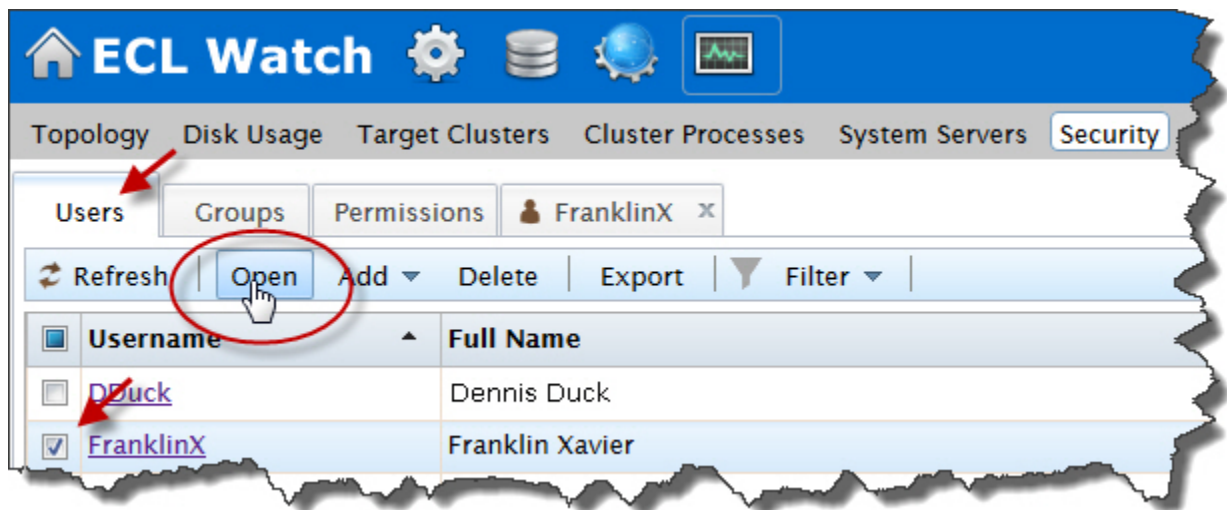 ECL Watch
Topology Disk Usage Target Clusters Cluster Processes System Servers Security
Users Groups Permissions FranklinX x
Refresh Open Add Delete Export Filter
Username Full Name
DDuck Dennis Duck
FranklinX Franklin Xavier